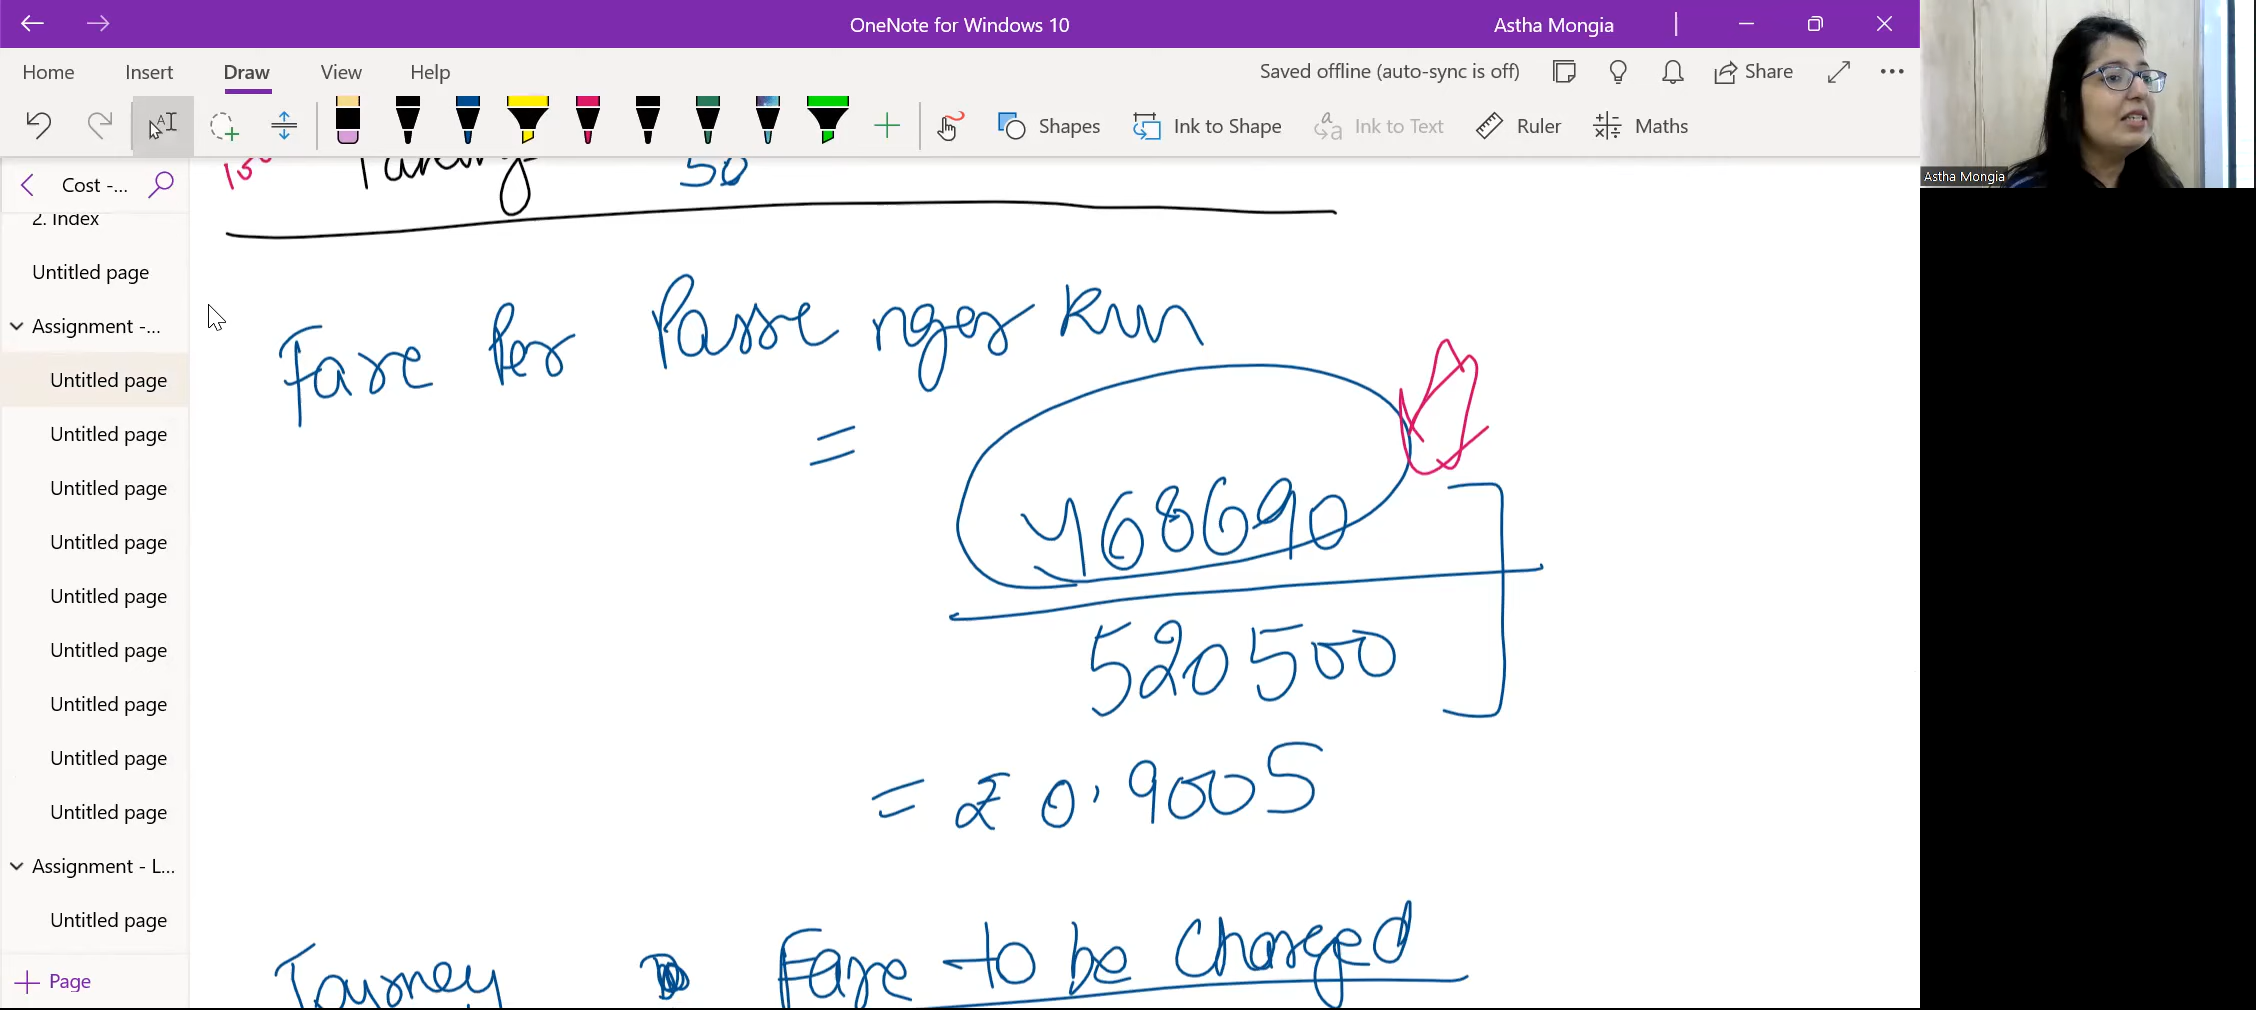 OneNote for Windows 10
Astha Mongia
Home Insert Draw View Help
Saved offline (auto-sync is off) Share
Shapes Ink to Shape Ink to Text Ruler Maths
Astha Mongia
Cost -...
2. Index
Untitled page
Assignment -...
Untitled page
Untitled page
Untitled page
Untitled page
Untitled page
Untitled page
Untitled page
Untitled page
Untitled page
Assignment - L...
Untitled page
Page
50
Fare Per Passenger Km
=
468690
520500
= ₹ 0.9005
Journey Fare to be Charged